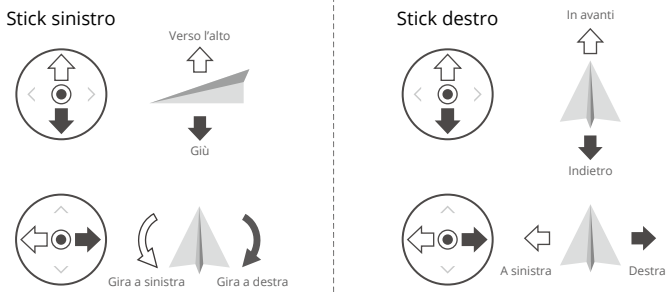 Stick sinistro
Verso l'alto
Giù
Gira a sinistra
Gira a destra
Stick destro
In avanti
Indietro
A sinistra
Destra